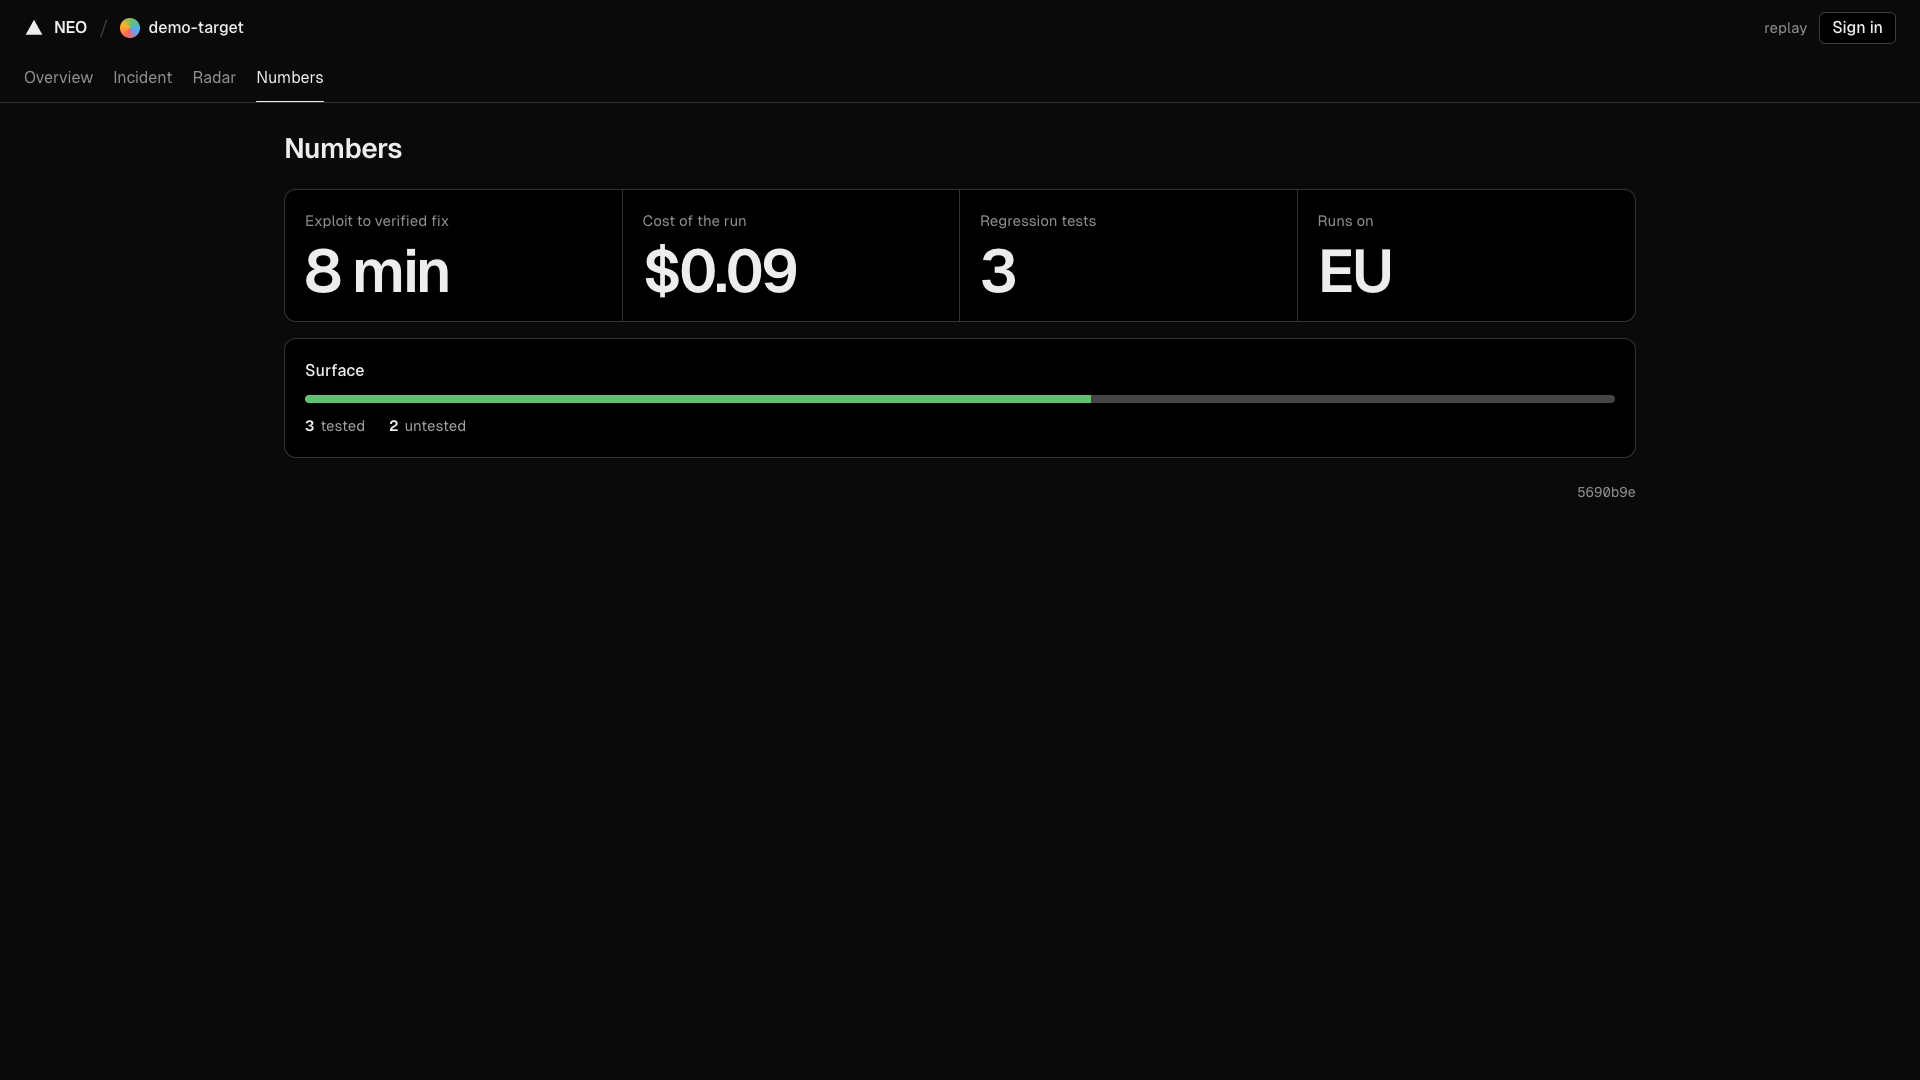 NEO / demo-target
replay
Sign in
Overview Incident Radar Numbers
Numbers
Exploit to verified fix
8 min
Cost of the run
$0.09
Regression tests
3
Runs on
EU
Surface
3 tested 2 untested
5690b9e